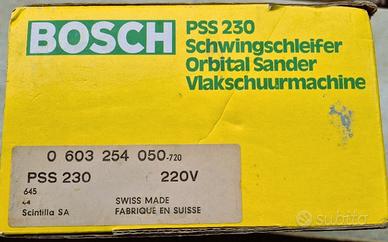 BOSCH
PSS 230
Schwingschleifer
Orbital Sander
Vlakschuurmachine
0 603 254 050-720
PSS 230 220V
645
44 SWISS MADE
Scintilla SA FABRIQUE EN SUISSE
subito